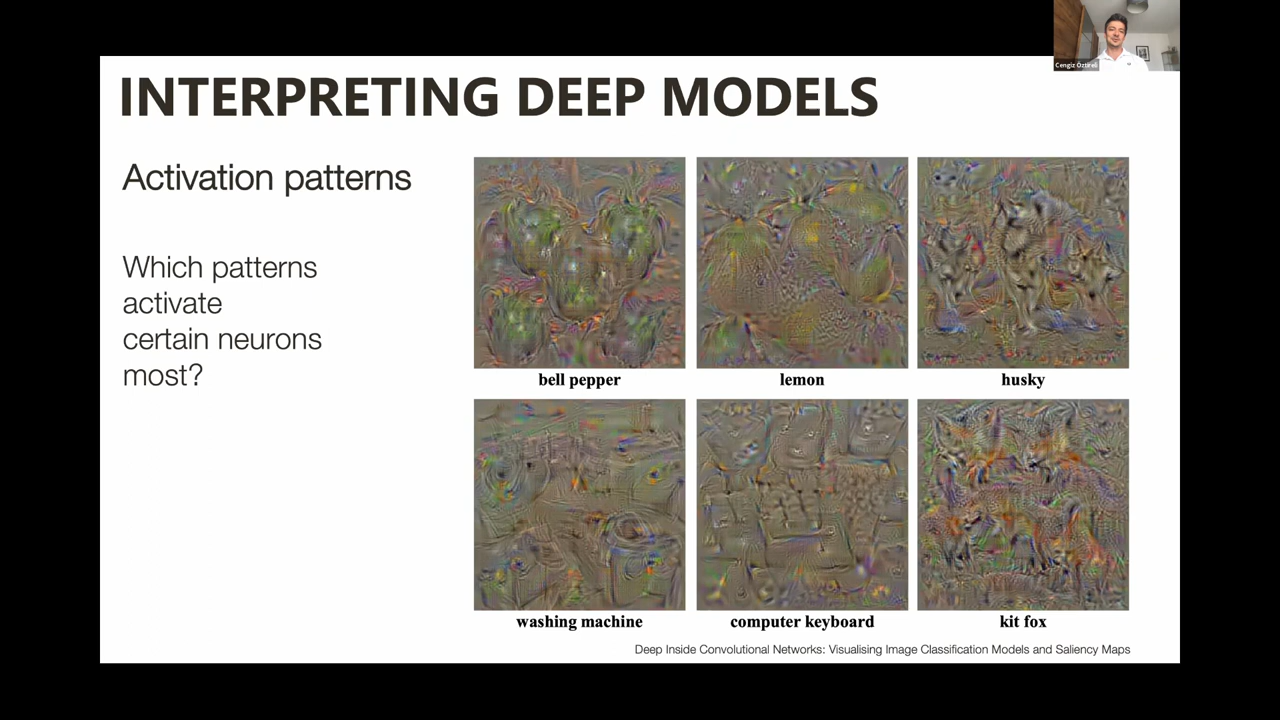 Cengiz Öztireli
INTERPRETING DEEP MODELS
Activation patterns
Which patterns
activate
certain neurons
most?
bell pepper
lemon
husky
washing machine
computer keyboard
kit fox
Deep Inside Convolutional Networks: Visualising Image Classification Models and Saliency Maps